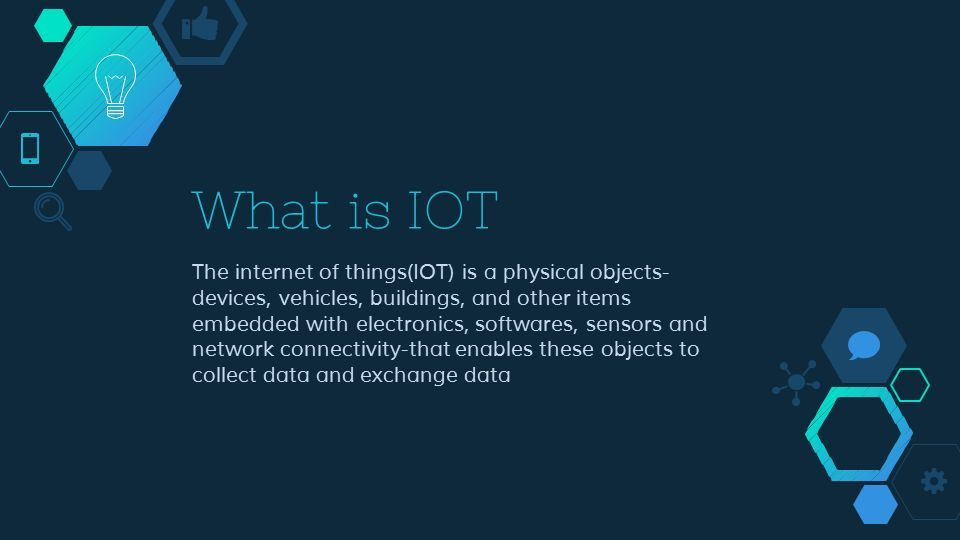 What is IOT
The internet of things(IOT) is a physical objects-
devices, vehicles, buildings, and other items
embedded with electronics, softwares, sensors and
network connectivity-that enables these objects to
collect data and exchange data